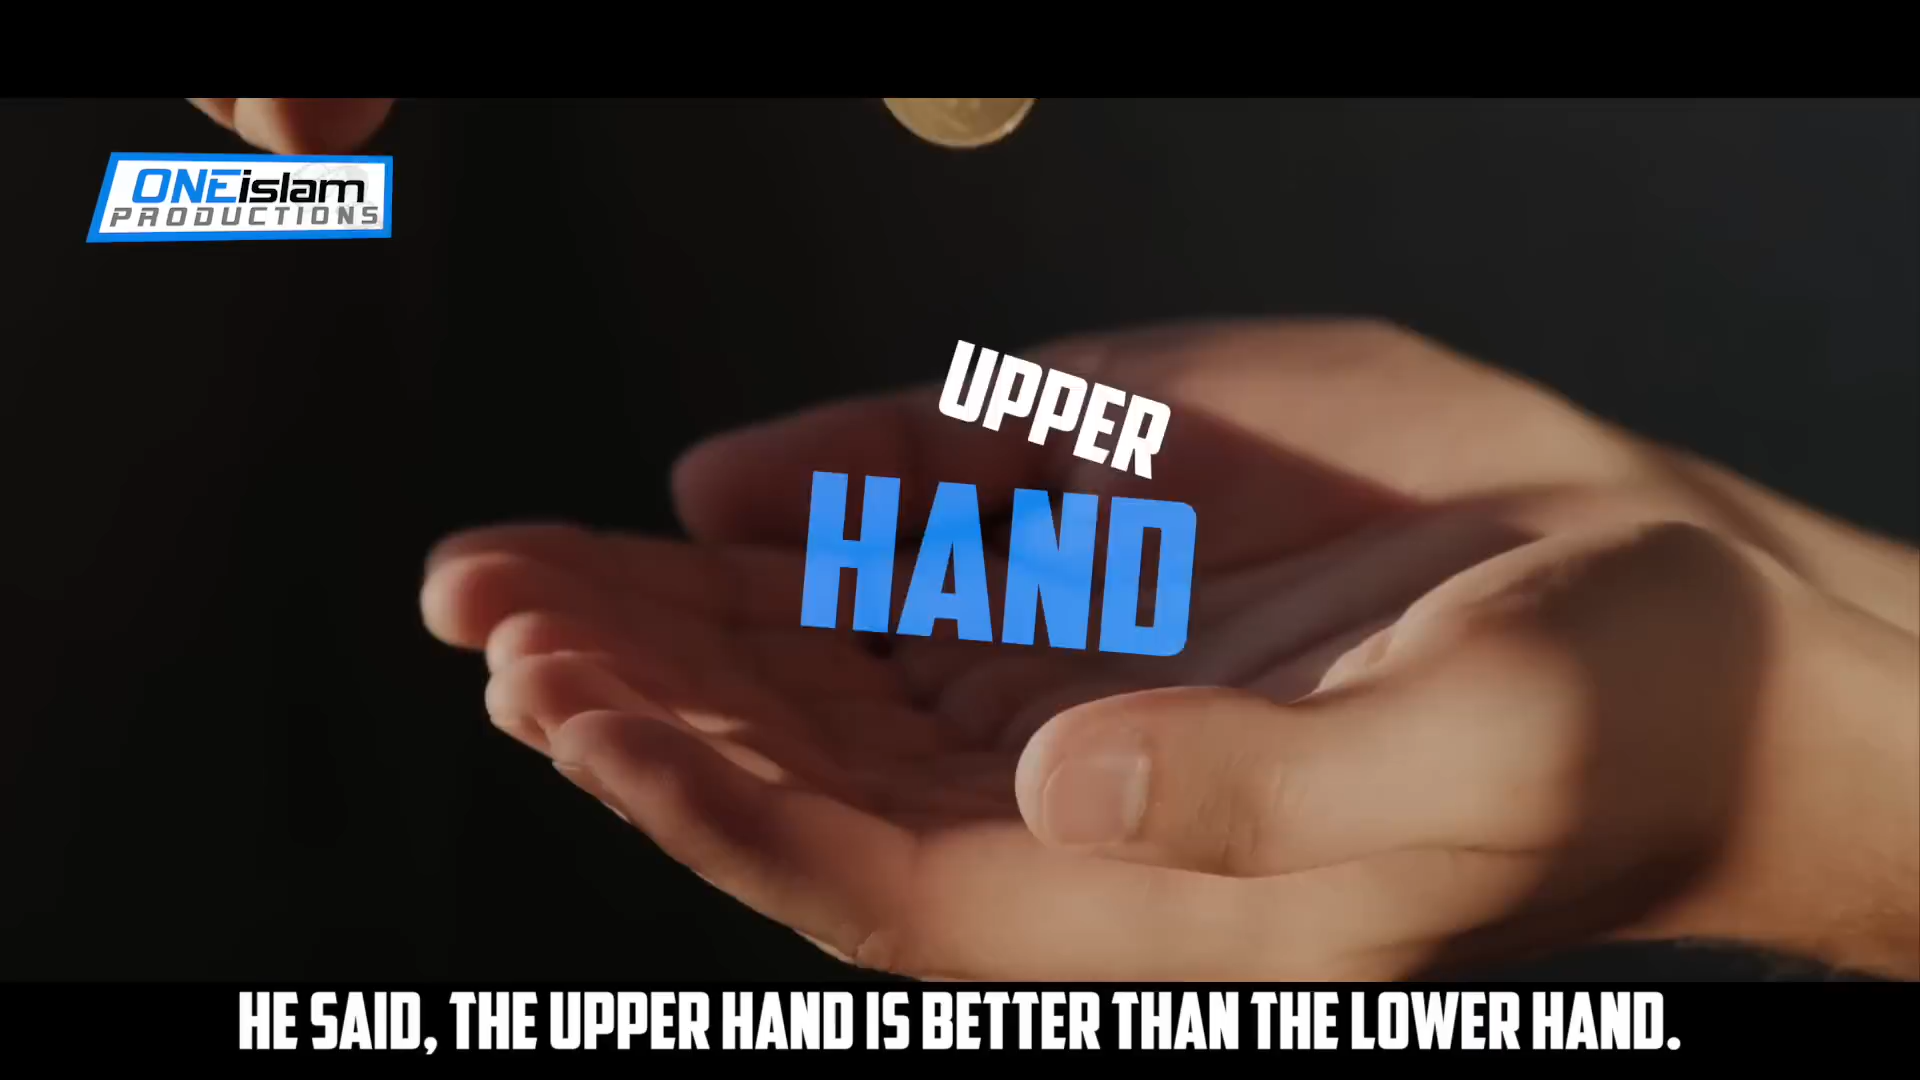 ONEislam
PRODUCTIONS
UPPER
HAND
HE SAID, THE UPPER HAND IS BETTER THAN THE LOWER HAND.